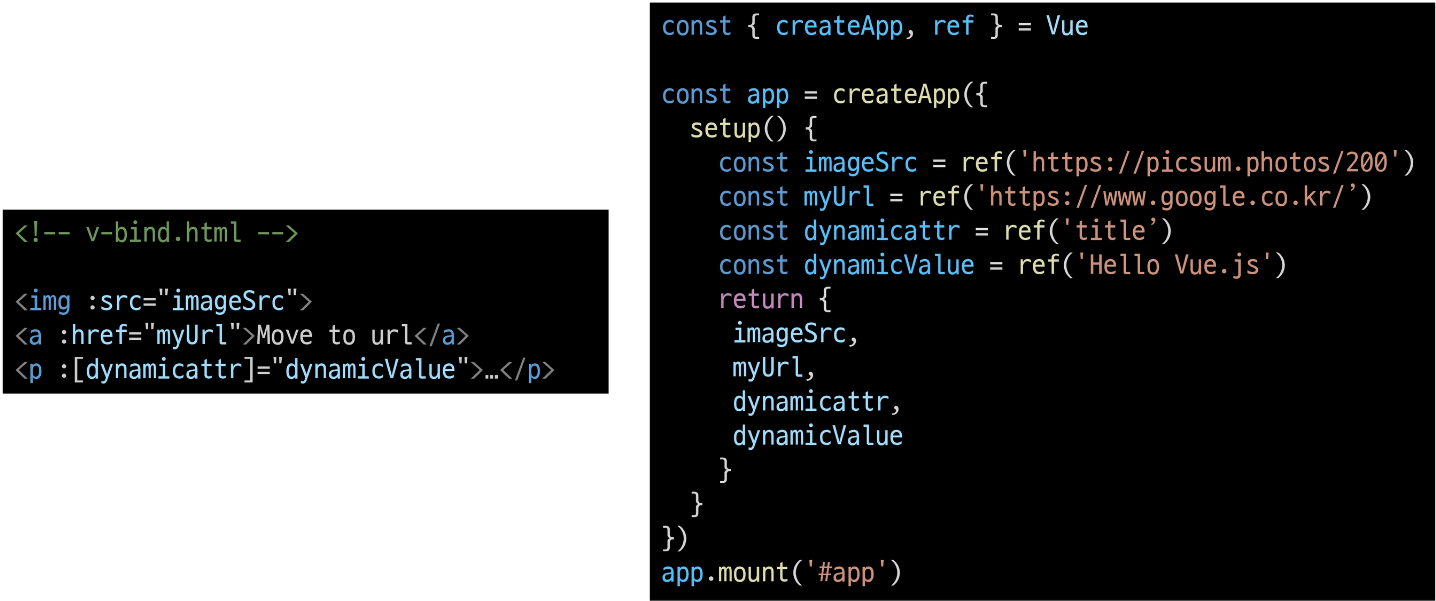 <!-- v-bind.html -->
<img :src="imageSrc">
<a :href="myUrl">Move to url</a>
<p :[dynamicattr]="dynamicValue">…</p>
const { createApp, ref } = Vue
const app = createApp({
setup() {
const imageSrc = ref('https://picsum.photos/200')
const myUrl = ref('https://www.google.co.kr/’)
const dynamicattr = ref('title’)
const dynamicValue = ref('Hello Vue.js')
return {
imageSrc,
myUrl,
dynamicattr,
dynamicValue
}
}
})
app.mount('#app')